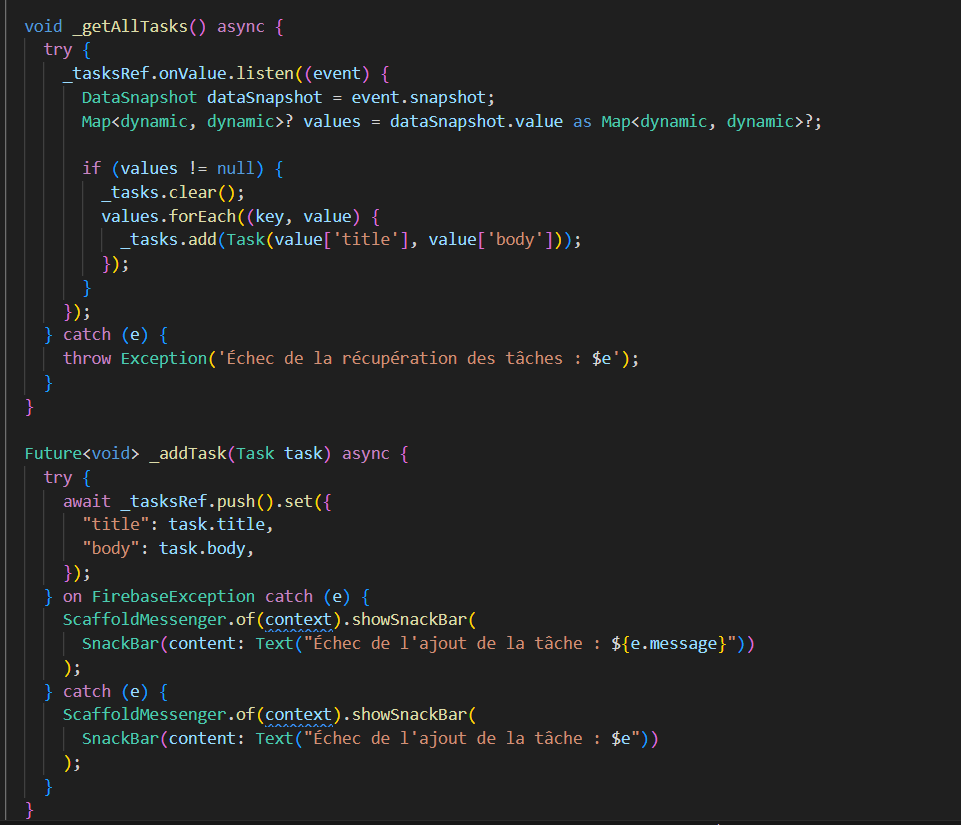 void _getAllTasks() async {
try {
_tasksRef.onValue.listen((event) {
DataSnapshot dataSnapshot = event.snapshot;
Map<dynamic, dynamic>? values = dataSnapshot.value as Map<dynamic, dynamic>?;
if (values != null) {
_tasks.clear();
values.forEach((key, value) {
_tasks.add(Task(value['title'], value['body']));
});
}
});
} catch (e) {
throw Exception('Échec de la récupération des tâches : $e');
}
}
Future<void> _addTask(Task task) async {
try {
await _tasksRef.push().set({
"title": task.title,
"body": task.body,
});
} on FirebaseException catch (e) {
ScaffoldMessenger.of(context).showSnackBar(
SnackBar(content: Text("Échec de l'ajout de la tâche : ${e.message}"))
);
} catch (e) {
ScaffoldMessenger.of(context).showSnackBar(
SnackBar(content: Text("Échec de l'ajout de la tâche : $e"))
);
}
}